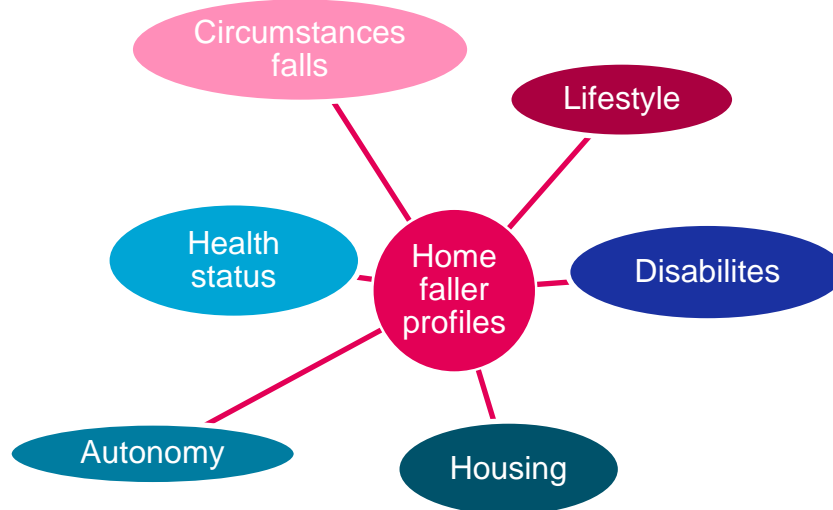 Circumstances
falls
Lifestyle
Health
status
Home
faller
profiles
Disabilites
Autonomy
Housing